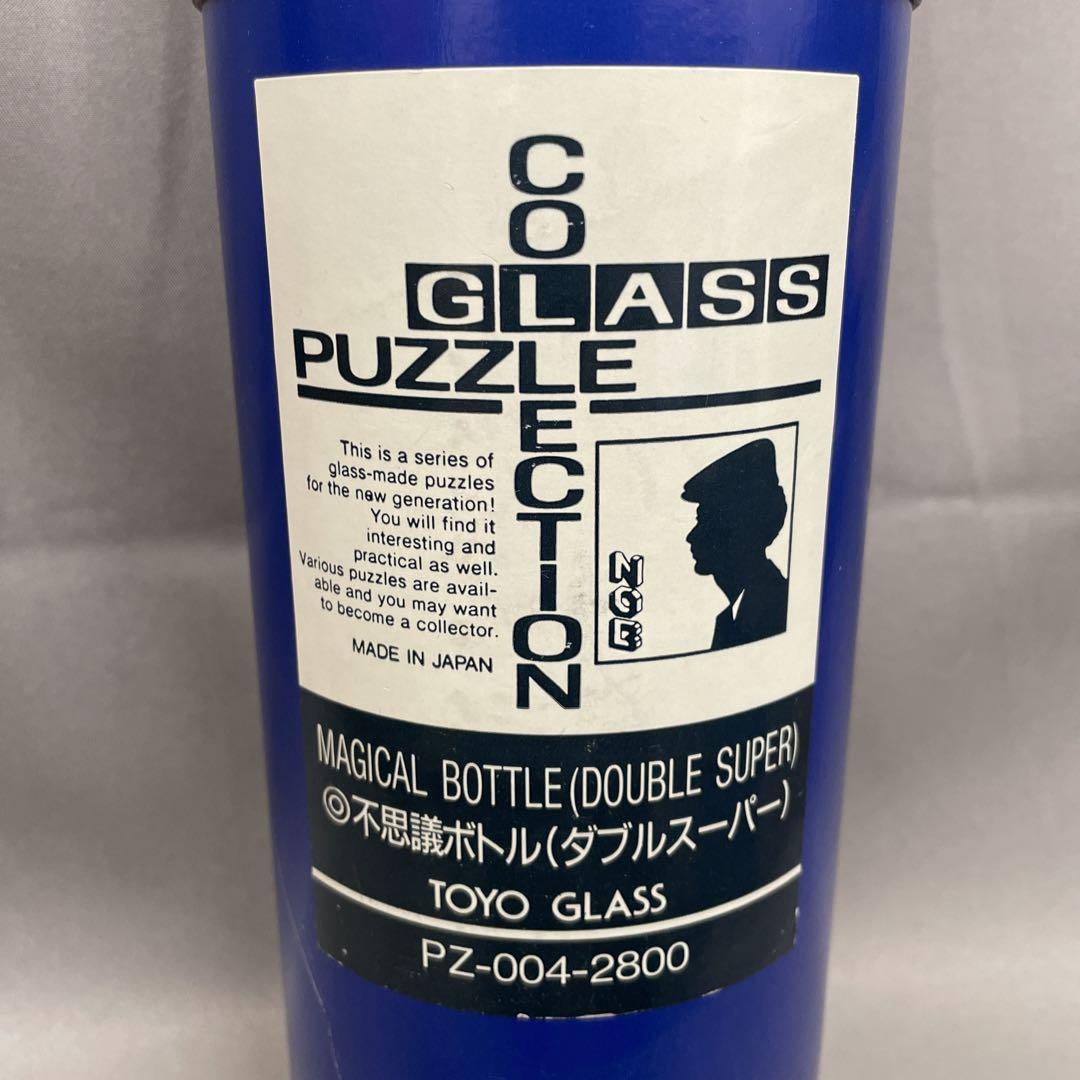 COLLECTION
GLASS
PUZZLE
This is a series of
glass-made puzzles
for the new generation!
You will find it
interesting and
practical as well.
Various puzzles are avail-
able and you may want
to become a collector.
MADE IN JAPAN
NGE
MAGICAL BOTTLE (DOUBLE SUPER)
◎不思議ボトル(ダブルスーパー)
TOYO GLASS
PZ-004-2800